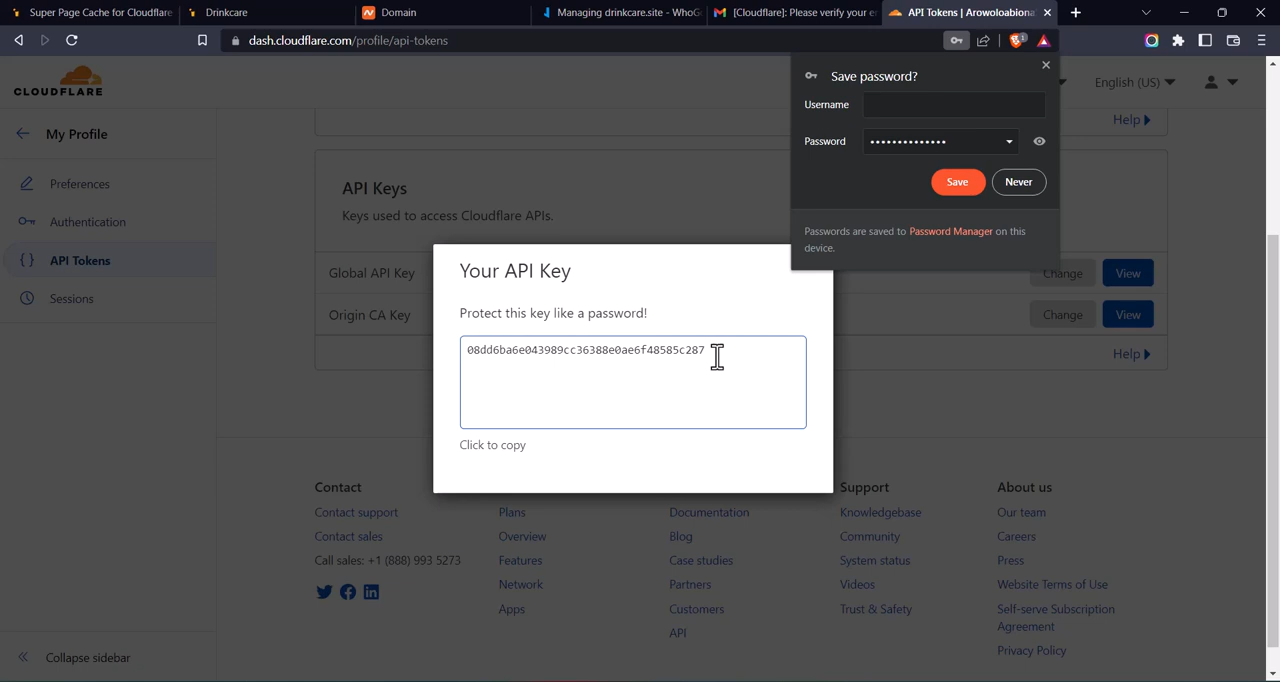 Super Page Cache for Cloudflare
Drinkcare
Domain
Managing drinkcare.site - WhoG
[Cloudflare]: Please verify your e
API Tokens | Arowoloabiona
dash.cloudflare.com/profile/api-tokens
1
Save password?
Username
Password
••••••••••••••
Save
Never
Passwords are saved to Password Manager on this
device.
CLOUDFLARE
English (US)
My Profile
Preferences
Authentication
API Tokens
Sessions
Collapse sidebar
Help
API Keys
Keys used to access Cloudflare APIs.
Global API Key
Change
View
Origin CA Key
Change
View
Help
Your API Key
Protect this key like a password!
08dd6ba6e043989cc36388e0ae6f48585c287
Click to copy
Contact
Contact support
Contact sales
Call sales: +1 (888) 993 5273
Plans
Overview
Features
Network
Apps
Documentation
Blog
Case studies
Partners
Customers
API
Support
Knowledgebase
Community
System status
Videos
Trust & Safety
About us
Our team
Careers
Press
Website Terms of Use
Self-serve Subscription
Agreement
Privacy Policy